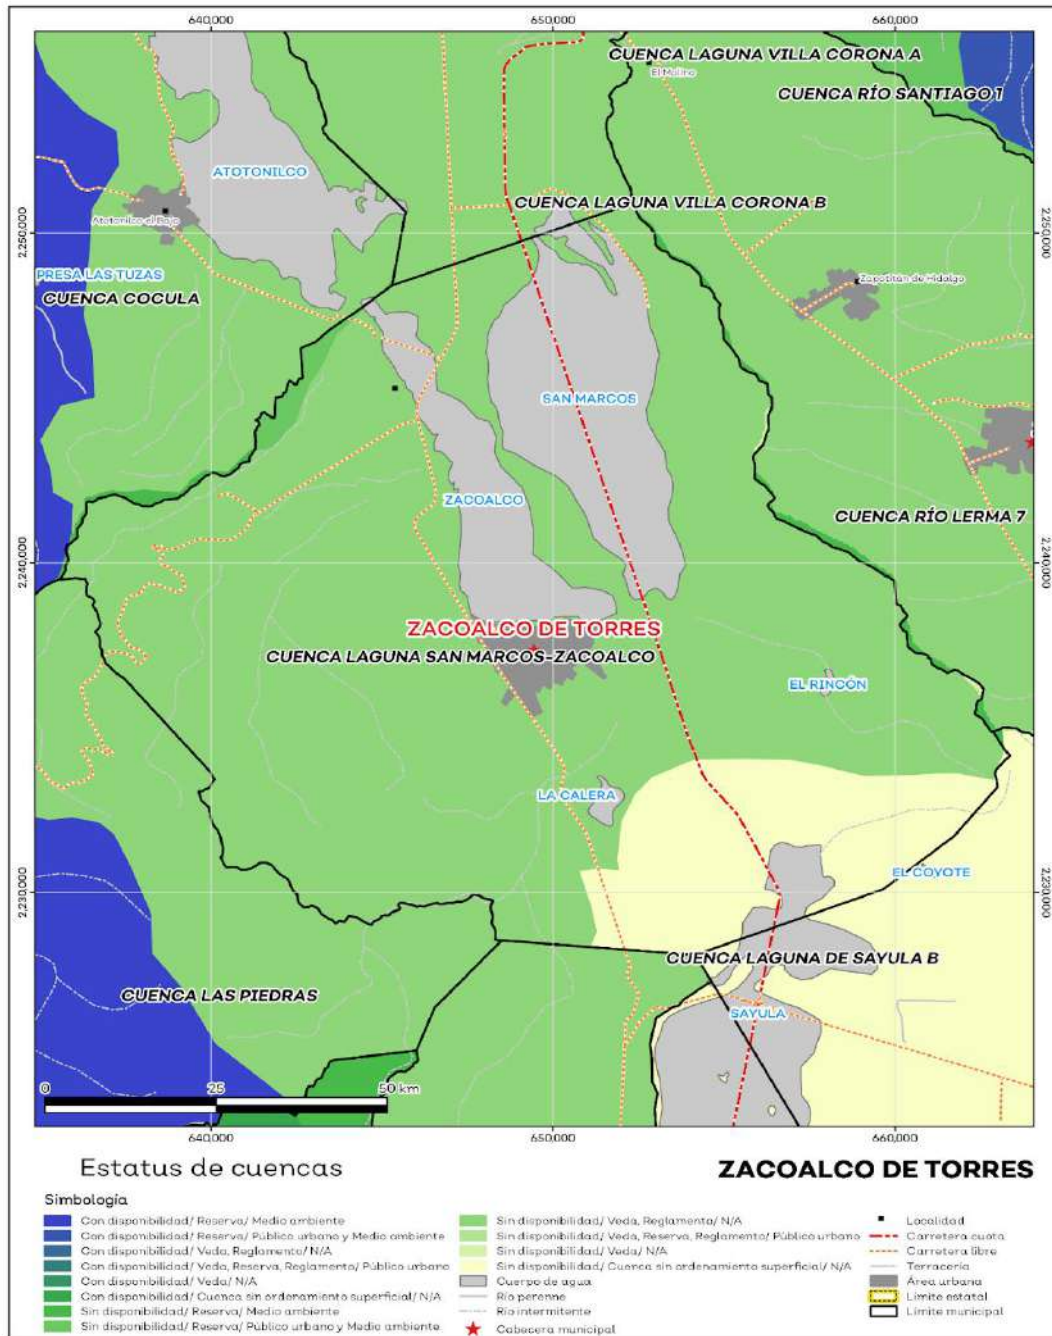 640,000 650,000 660,000
CUENCA LAGUNA VILLA CORONA A
El Molino
CUENCA RÍO SANTIAGO 1
ATOTONILCO
CUENCA LAGUNA VILLA CORONA B
Atotonilco el Bajo
2,250,000 2,250,000
PRESA LAS TUZAS
CUENCA COCULA
Zapotitán de Hidalgo
SAN MARCOS
ZACOALCO
CUENCA RÍO LERMA 7
2,240,000 2,240,000
ZACOALCO DE TORRES
CUENCA LAGUNA SAN MARCOS-ZACOALCO
EL RINCÓN
LA CALERA
EL COYOTE
2,230,000 2,230,000
CUENCA LAGUNA DE SAYULA B
CUENCA LAS PIEDRAS
SAYULA
0 25 50 km
640,000 650,000 660,000
Estatus de cuencas
ZACOALCO DE TORRES
Simbología
Con disponibilidad/ Reserva/ Medio ambiente
Con disponibilidad/ Reserva/ Público urbano y Medio ambiente
Con disponibilidad/ Veda, Reglamento/ N/A
Con disponibilidad/ Veda, Reserva, Reglamento/ Público urbano
Con disponibilidad/ Veda/ N/A
Con disponibilidad/ Cuenca sin ordenamiento superficial/ N/A
Sin disponibilidad/ Reserva/ Medio ambiente
Sin disponibilidad/ Reserva/ Público urbano y Medio ambiente
Sin disponibilidad/ Veda, Reglamento/ N/A
Sin disponibilidad/ Veda, Reserva, Reglamento/ Público urbano
Sin disponibilidad/ Veda/ N/A
Sin disponibilidad/ Cuenca sin ordenamiento superficial/ N/A
Cuerpo de agua
Río perenne
Río intermitente
Cabecera municipal
Localidad
Carretera cuota
Carretera libre
Terracería
Área urbana
Límite estatal
Límite municipal